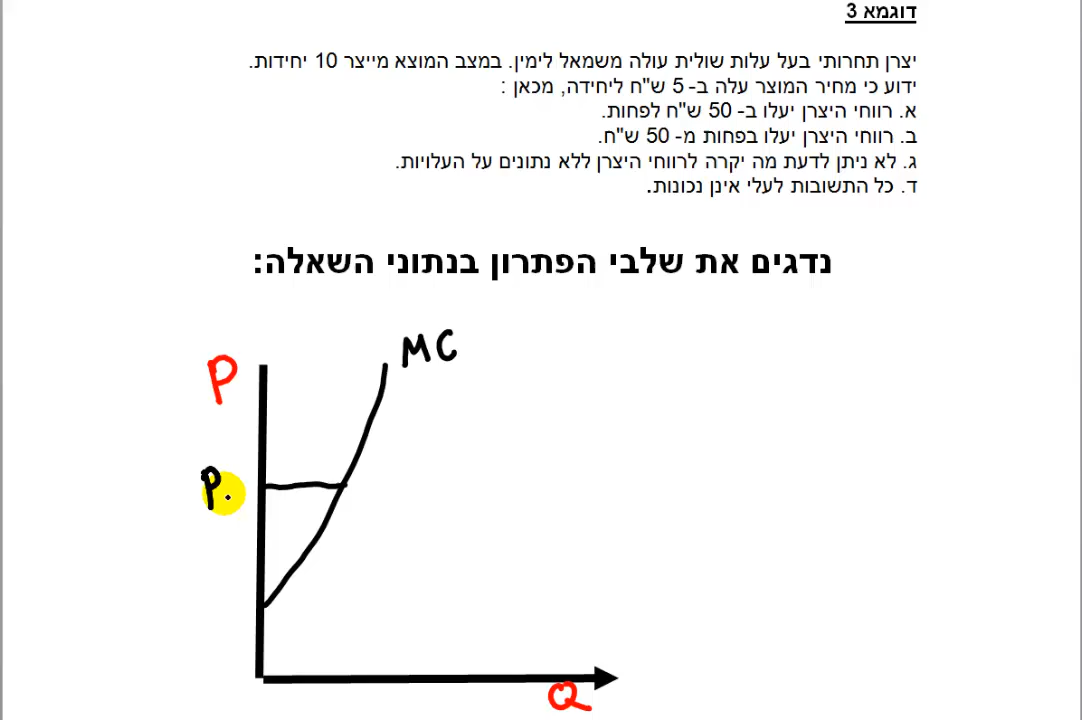 דוגמא 3
יצרן תחרותי בעל עלות שולית עולה משמאל לימין. במצב המוצא מייצר 10 יחידות.
ידוע כי מחיר המוצר עלה ב- 5 ש"ח ליחידה, מכאן :
א. רווחי היצרן יעלו ב- 50 ש"ח לפחות.
ב. רווחי היצרן יעלו בפחות מ- 50 ש"ח.
ג. לא ניתן לדעת מה יקרה לרווחי היצרן ללא נתונים על העלויות.
ד. כל התשובות לעלי אינן נכונות.
נדגים את שלבי הפתרון בנתוני השאלה:
MC
P
P.
Q